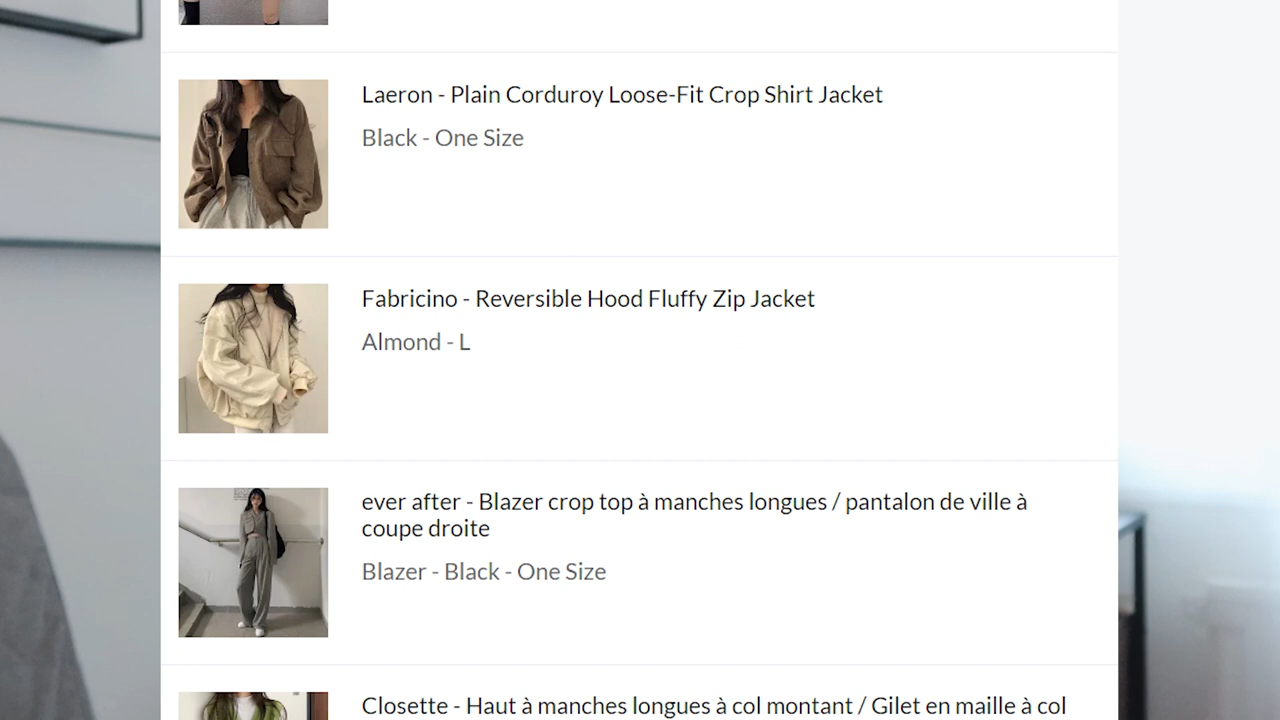 Laeron - Plain Corduroy Loose-Fit Crop Shirt Jacket
Black - One Size
Fabricino - Reversible Hood Fluffy Zip Jacket
Almond - L
ever after - Blazer crop top à manches longues / pantalon de ville à
coupe droite
Blazer - Black - One Size
Closette - Haut à manches longues à col montant / Gilet en maille à col